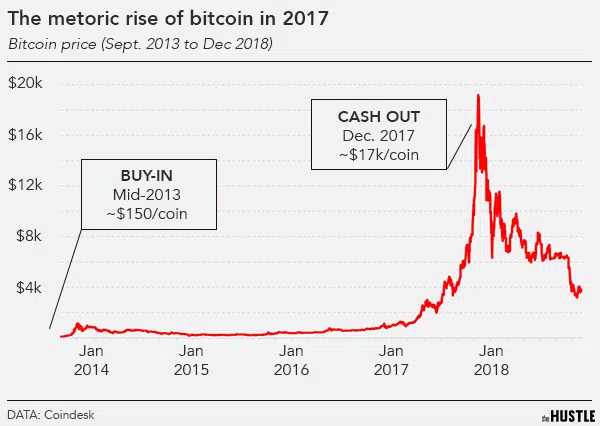 The metoric rise of bitcoin in 2017
Bitcoin price (Sept. 2013 to Dec 2018)
$20k
$16k
$12k
$8k
$4k
BUY-IN
Mid-2013
~$150/coin
CASH OUT
Dec. 2017
~$17k/coin
Jan
2014
Jan
2015
Jan
2016
Jan
2017
Jan
2018
DATA: Coindesk
the HUSTLE